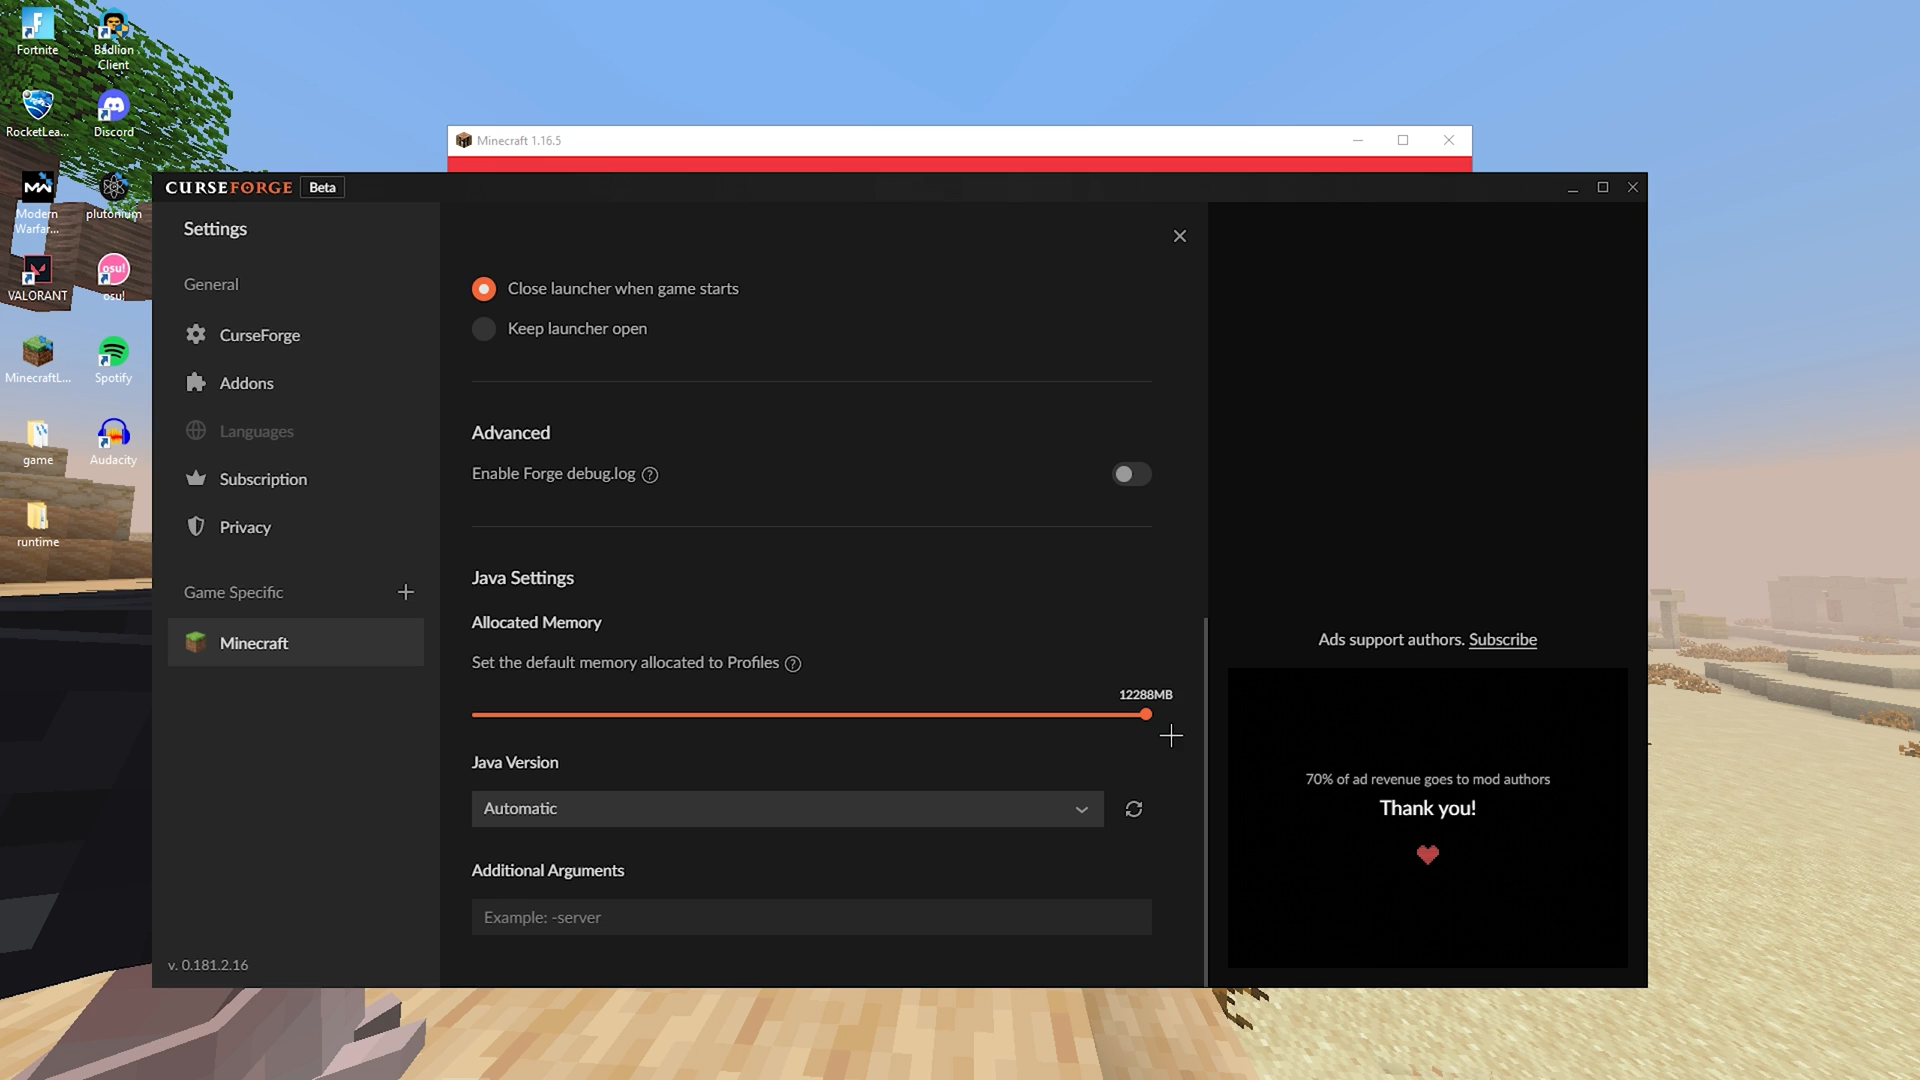 Fortnite
Badlion
Client
RocketLea...
Discord
Modern
Warfar...
plutonium
VALORANT
osu!
osu!
MinecraftL...
Spotify
game
Audacity
runtime
Minecraft 1.16.5
CURSEFORGE Beta
Settings
General
CurseForge
Addons
Languages
Subscription
Privacy
Game Specific
Minecraft
v. 0.181.2.16
Close launcher when game starts
Keep launcher open
Advanced
Enable Forge debug.log ?
Java Settings
Allocated Memory
Set the default memory allocated to Profiles ?
12288MB
Java Version
Automatic
Additional Arguments
Example: -server
Ads support authors. Subscribe
70% of ad revenue goes to mod authors
Thank you!